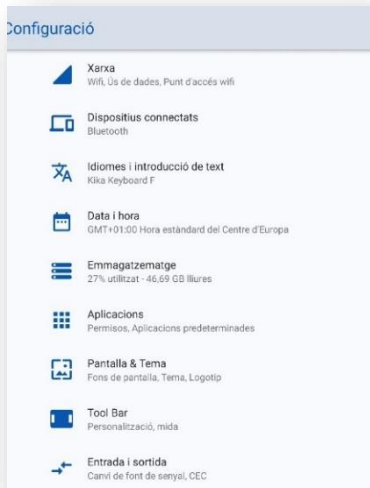 Configuració
Xarxa
Wifi, Ús de dades, Punt d'accés wifi
Dispositius connectats
Bluetooth
Idiomes i introducció de text
Kika Keyboard F
Data i hora
GMT+01:00 Hora estàndard del Centre d'Europa
Emmagatzematge
27% utilitzat - 46,69 GB lliures
Aplicacions
Permisos, Aplicacions predeterminades
Pantalla & Tema
Fons de pantalla, Tema, Logotip
Tool Bar
Personalització, mida
Entrada i sortida
Canvi de font de senyal, CEC